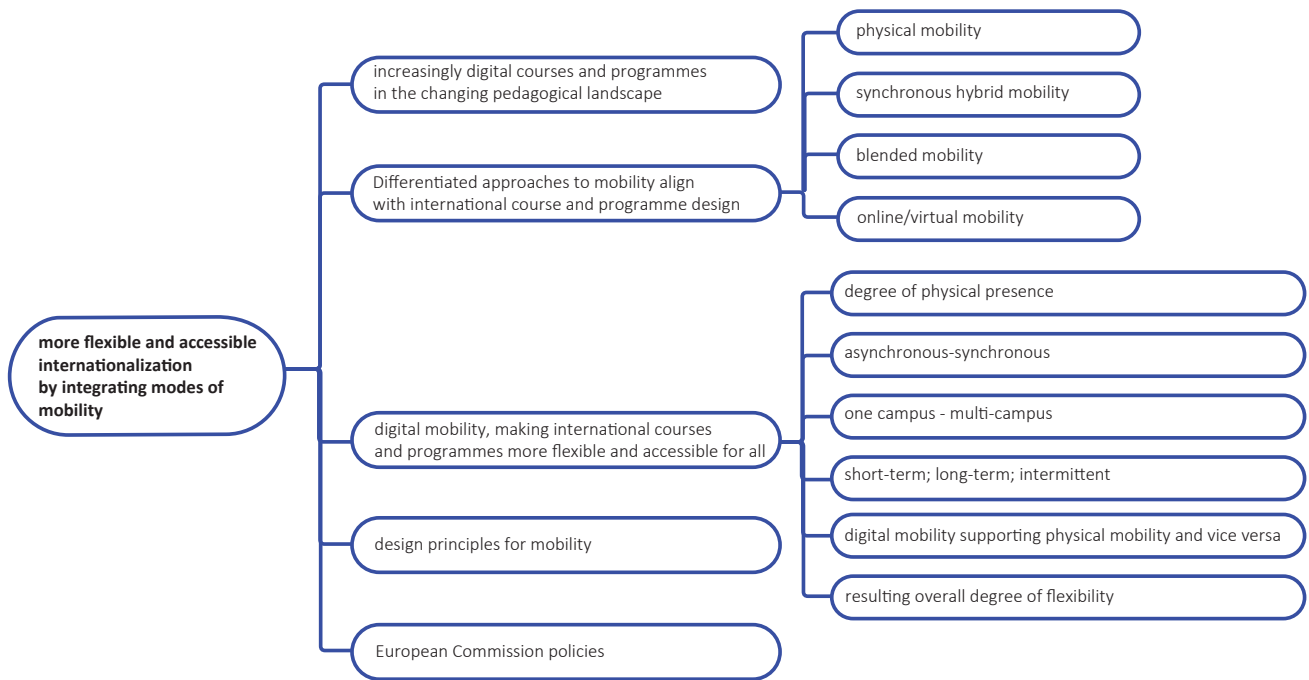 more flexible and accessible
internationalization
by integrating modes of
mobility
increasingly digital courses and programmes
in the changing pedagogical landscape
Differentiated approaches to mobility align
with international course and programme design
physical mobility
synchronous hybrid mobility
blended mobility
online/virtual mobility
digital mobility, making international courses
and programmes more flexible and accessible for all
degree of physical presence
asynchronous-synchronous
one campus - multi-campus
short-term; long-term; intermittent
digital mobility supporting physical mobility and vice versa
resulting overall degree of flexibility
design principles for mobility
European Commission policies